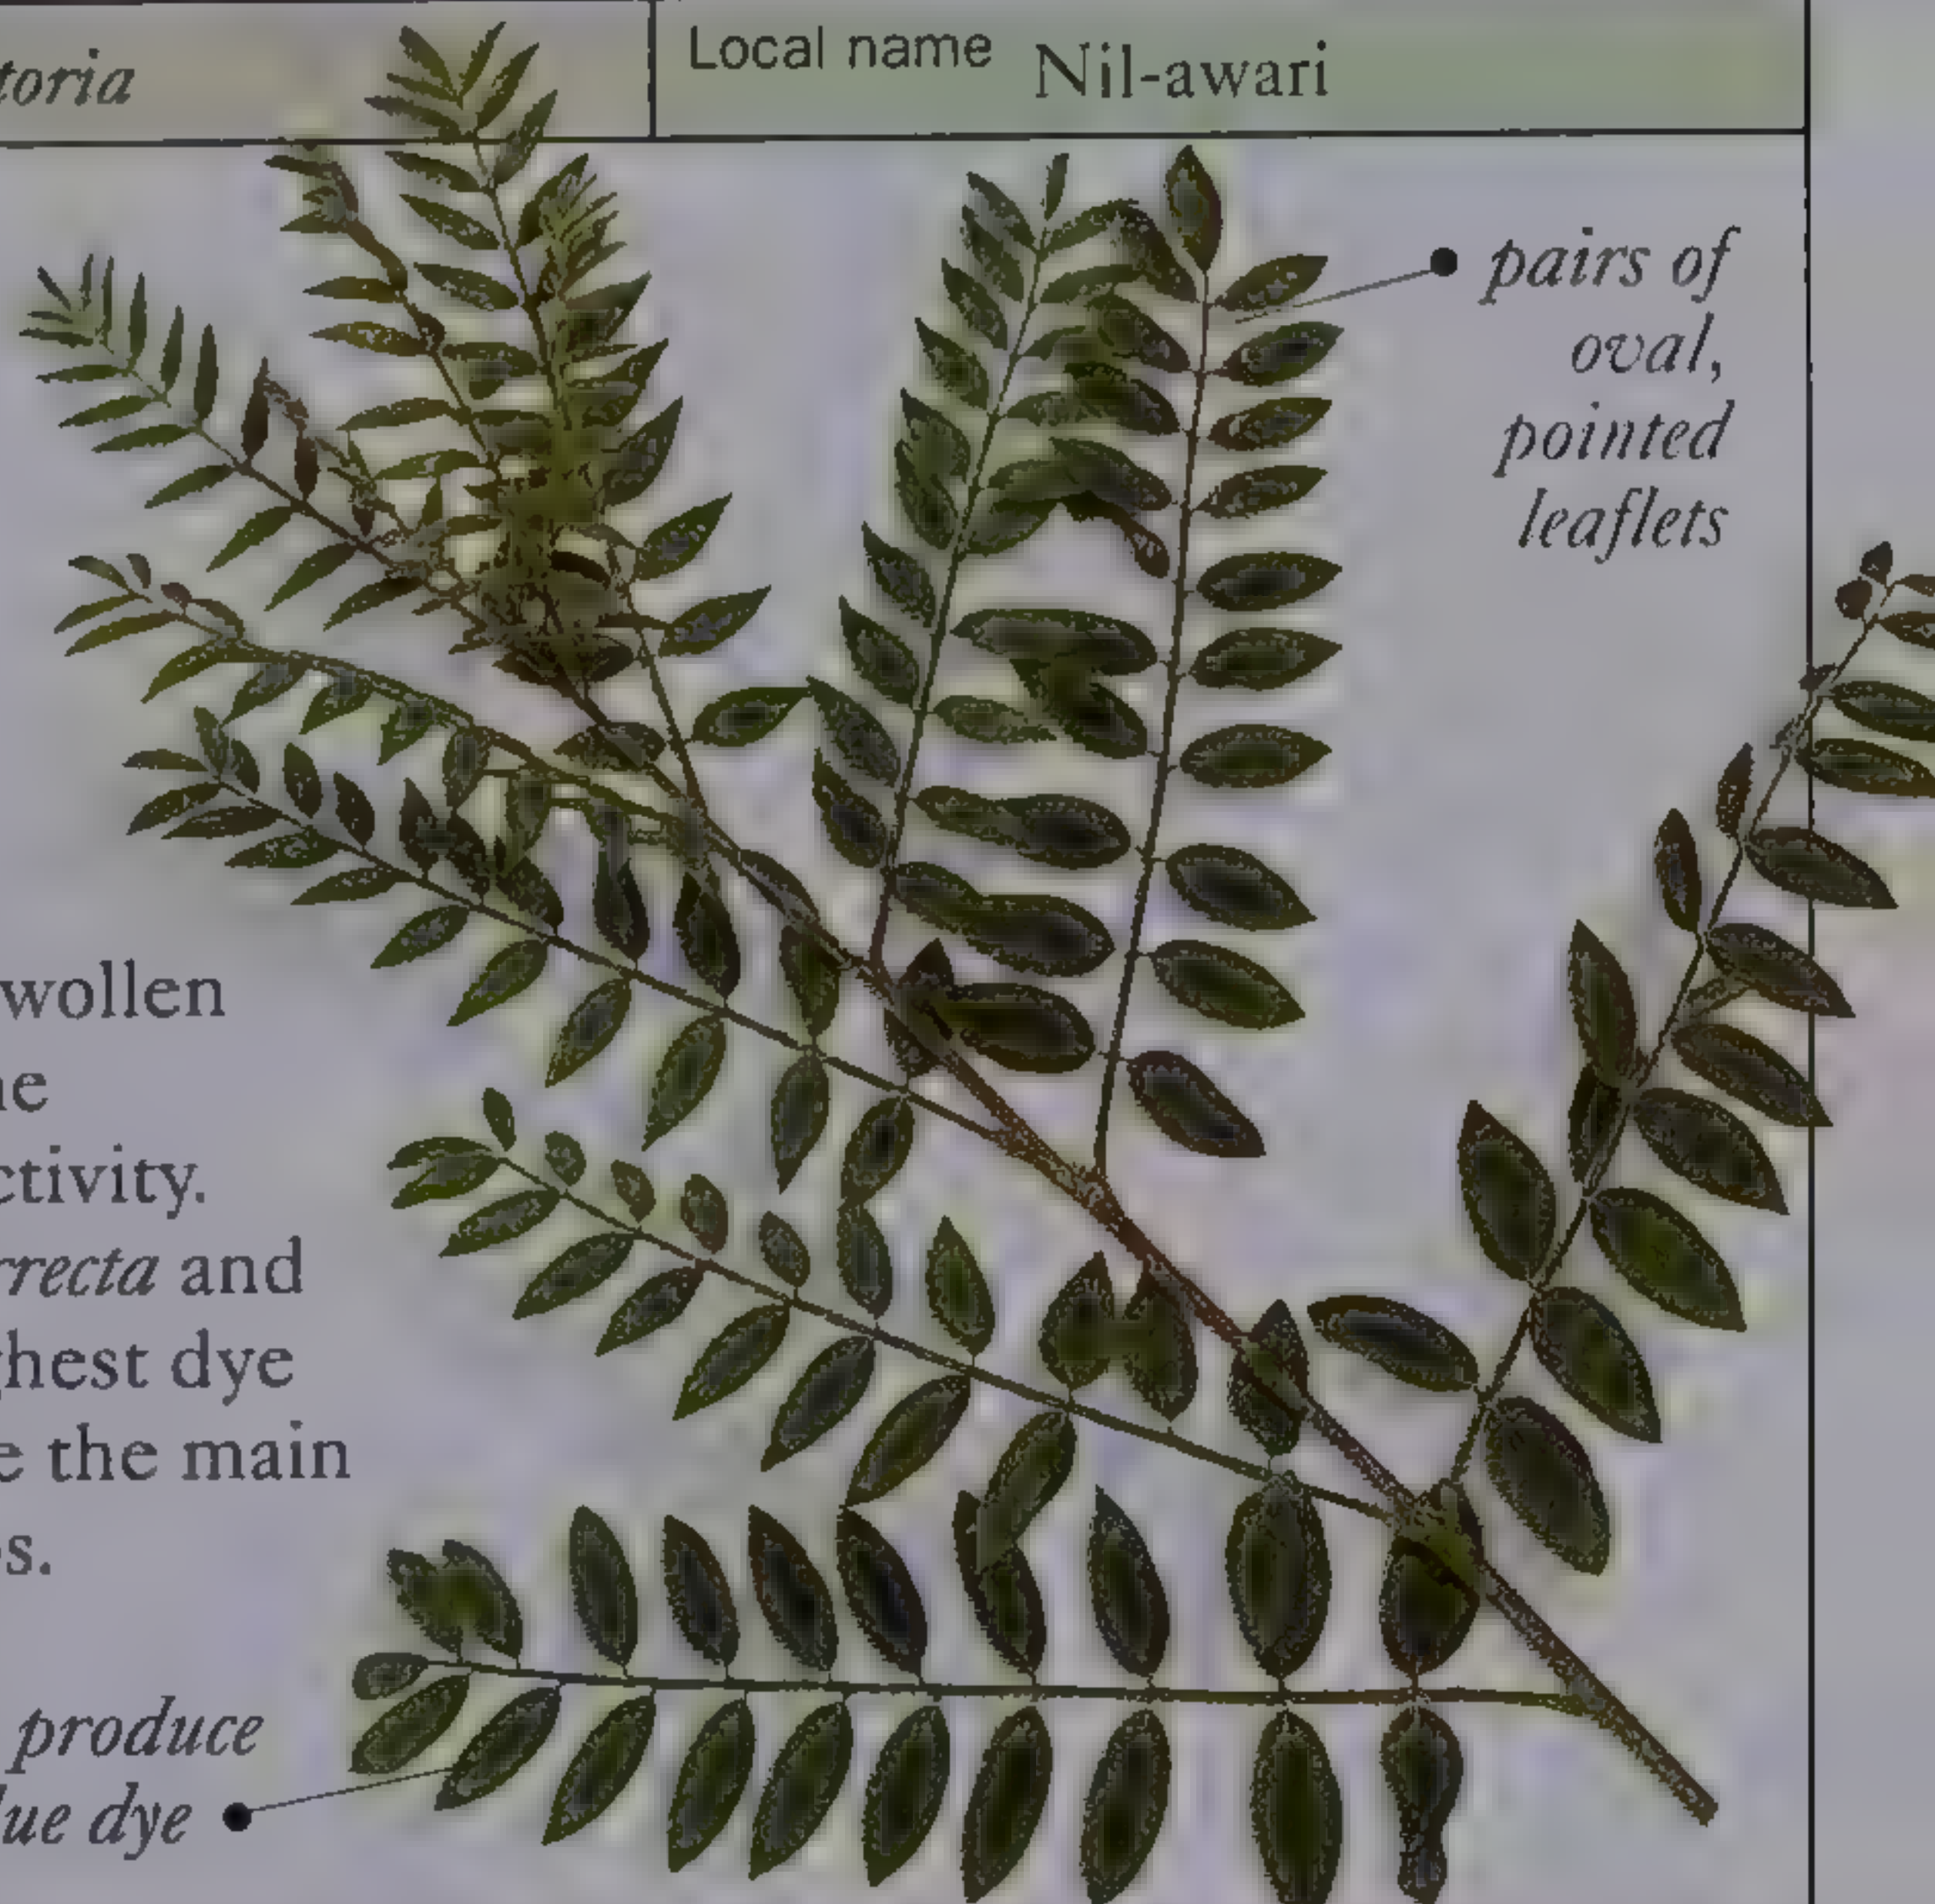 toria
Local name Nil-awari
pairs of
oval,
pointed
leaflets
wollen
ne
ctivity.
rrecta and
ghest dye
e the main
s.
produce
lue dye